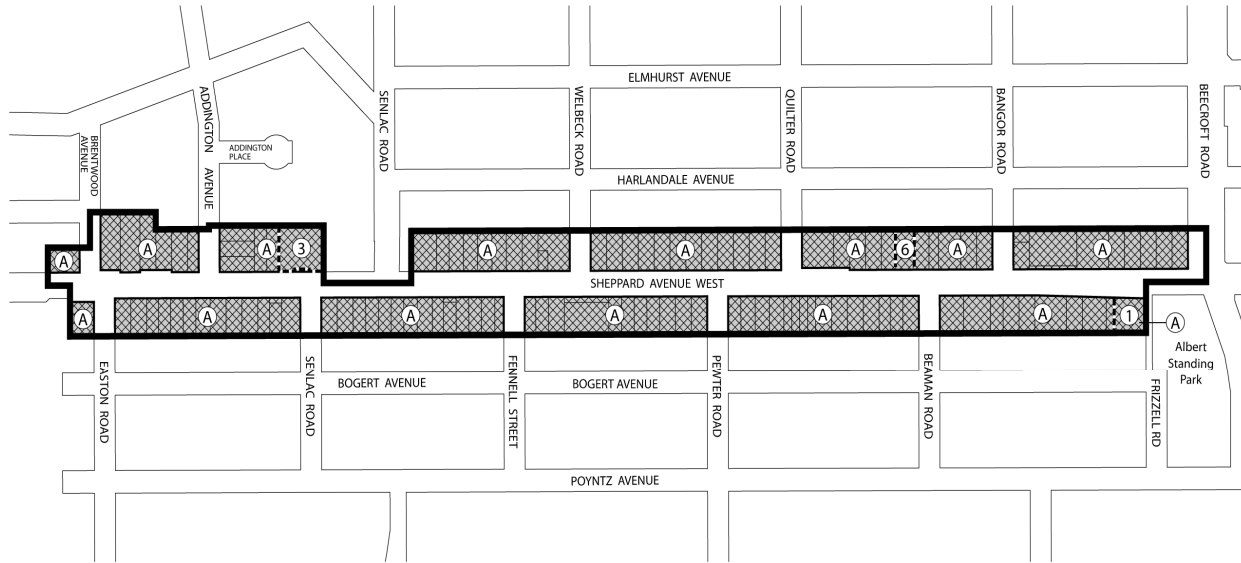 ELMHURST AVENUE
BRENTWOOD
AVENUE
ADDINGTON AVENUE
ADDINGTON
PLACE
SENLAC ROAD
WELBECK ROAD
QUILTER ROAD
BANGOR ROAD
BEECROFT ROAD
HARLANDALE AVENUE
A
A
A
3
A
A
A
6
A
A
SHEPPARD AVENUE WEST
A
A
A
A
A
A
1
A
Albert
Standing
Park
EASTON ROAD
SENLAC ROAD
BOGERT AVENUE
FENNELL STREET
BOGERT AVENUE
PEWTER ROAD
BEAMAN ROAD
FRIZZELL RD
POYNTZ AVENUE